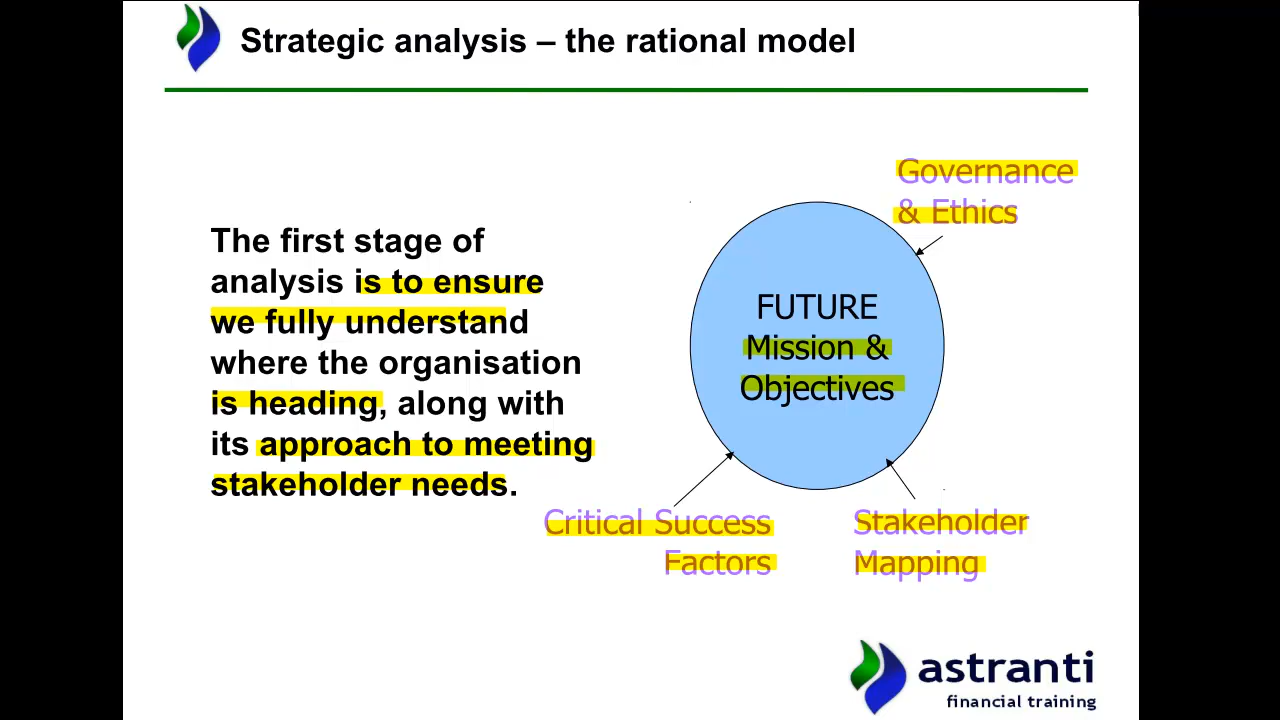 Strategic analysis – the rational model
The first stage of
analysis is to ensure
we fully understand
where the organisation
is heading, along with
its approach to meeting
stakeholder needs.
Governance
& Ethics
FUTURE
Mission &
Objectives
Critical Success
Factors
Stakeholder
Mapping
astranti
financial training